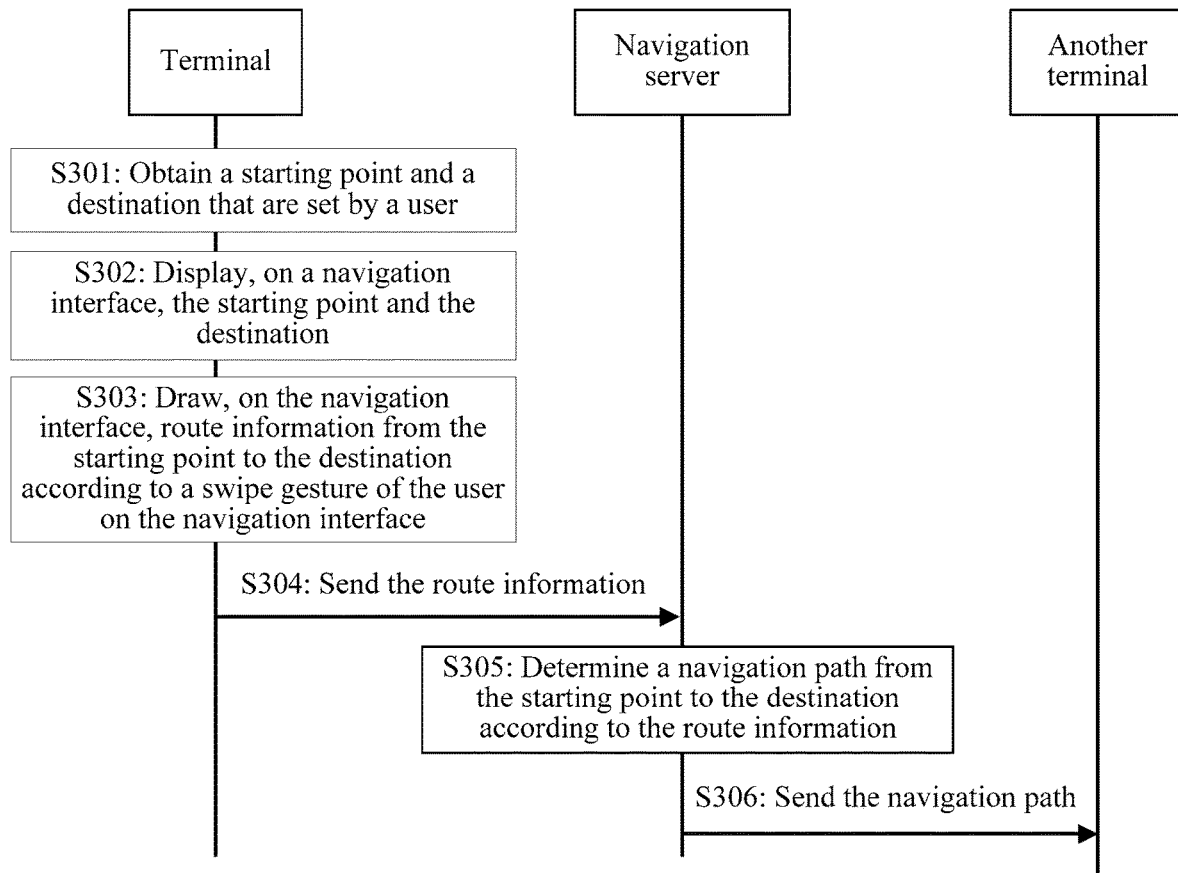 Terminal
Navigation
server
Another
terminal
S301: Obtain a starting point and a
destination that are set by a user
S302: Display, on a navigation
interface, the starting point and the
destination
S303: Draw, on the navigation
interface, route information from the
starting point to the destination
according to a swipe gesture of the user
on the navigation interface
S304: Send the route information
S305: Determine a navigation path from
the starting point to the destination
according to the route information
S306: Send the navigation path